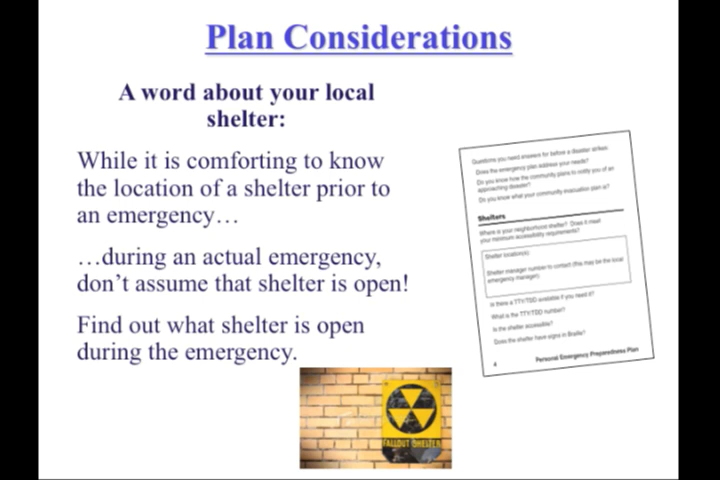 Plan Considerations
A word about your local
shelter:
While it is comforting to know
the location of a shelter prior to
an emergency…
…during an actual emergency,
don’t assume that shelter is open!
Find out what shelter is open
during the emergency.
Questions you need answers for before a disaster strikes:
Does the emergency plan address your needs?
Do you know how the community plans to notify you of an
approaching disaster?
Do you know what your community evacuation plan is?
Shelters
Where is your neighborhood shelter? Does it meet
your minimum accessibility requirements?
Shelter location(s):
Shelter manager number to contact (this may be the local
emergency manager):
Is there a TTY/TDD available if you need it?
What is the TTY/TDD number?
Is the shelter accessible?
Does the shelter have signs in Braille?
4 Personal Emergency Preparedness Plan
FALLOUT SHELTER